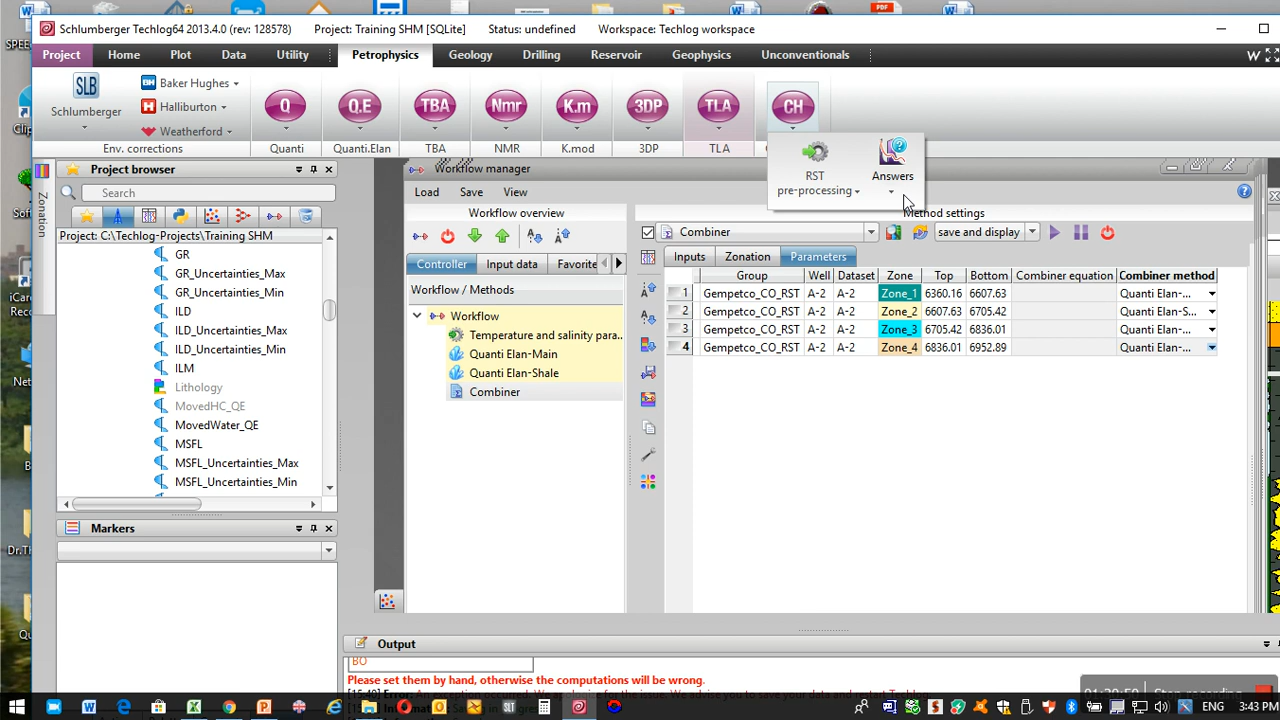 SPEE
Schlumberger Techlog64 2013.4.0 (rev: 128578) Project: Training SHM [SQLite] Status: undefined Workspace: Techlog workspace
Project Home Plot Data Utility Petrophysics Geology Drilling Reservoir Geophysics Unconventionals
SLB Baker Hughes Q Q.E TBA Nmr K.m 3DP TLA CH
Schlumberger Halliburton
Weatherford
Env. corrections Quanti Quanti.Elan TBA NMR K.mod 3DP TLA
RST pre-processing Answers
Project browser
Search
Project: C:\Techlog-Projects\Training SHM
GR
GR_Uncertainties_Max
GR_Uncertainties_Min
ILD
ILD_Uncertainties_Max
ILD_Uncertainties_Min
ILM
Lithology
MovedHC_QE
MovedWater_QE
MSFL
MSFL_Uncertainties_Max
MSFL_Uncertainties_Min
Markers
Zonation
Workflow manager
Load Save View
Workflow overview
Controller Input data Favorite
Workflow / Methods
Workflow
Temperature and salinity para...
Quanti Elan-Main
Quanti Elan-Shale
Combiner
Method settings
Combiner save and display
Inputs Zonation Parameters
Group Well Dataset Zone Top Bottom Combiner equation Combiner method
1 Gempetco_CO_RST A-2 A-2 Zone_1 6360.16 6607.63 Quanti Elan-...
2 Gempetco_CO_RST A-2 A-2 Zone_2 6607.63 6705.42 Quanti Elan-S...
3 Gempetco_CO_RST A-2 A-2 Zone_3 6705.42 6836.01 Quanti Elan-...
4 Gempetco_CO_RST A-2 A-2 Zone_4 6836.01 6952.89 Quanti Elan-...
Output
BO
Please set them by hand, otherwise the computations will be wrong.
ENG 3:43 PM